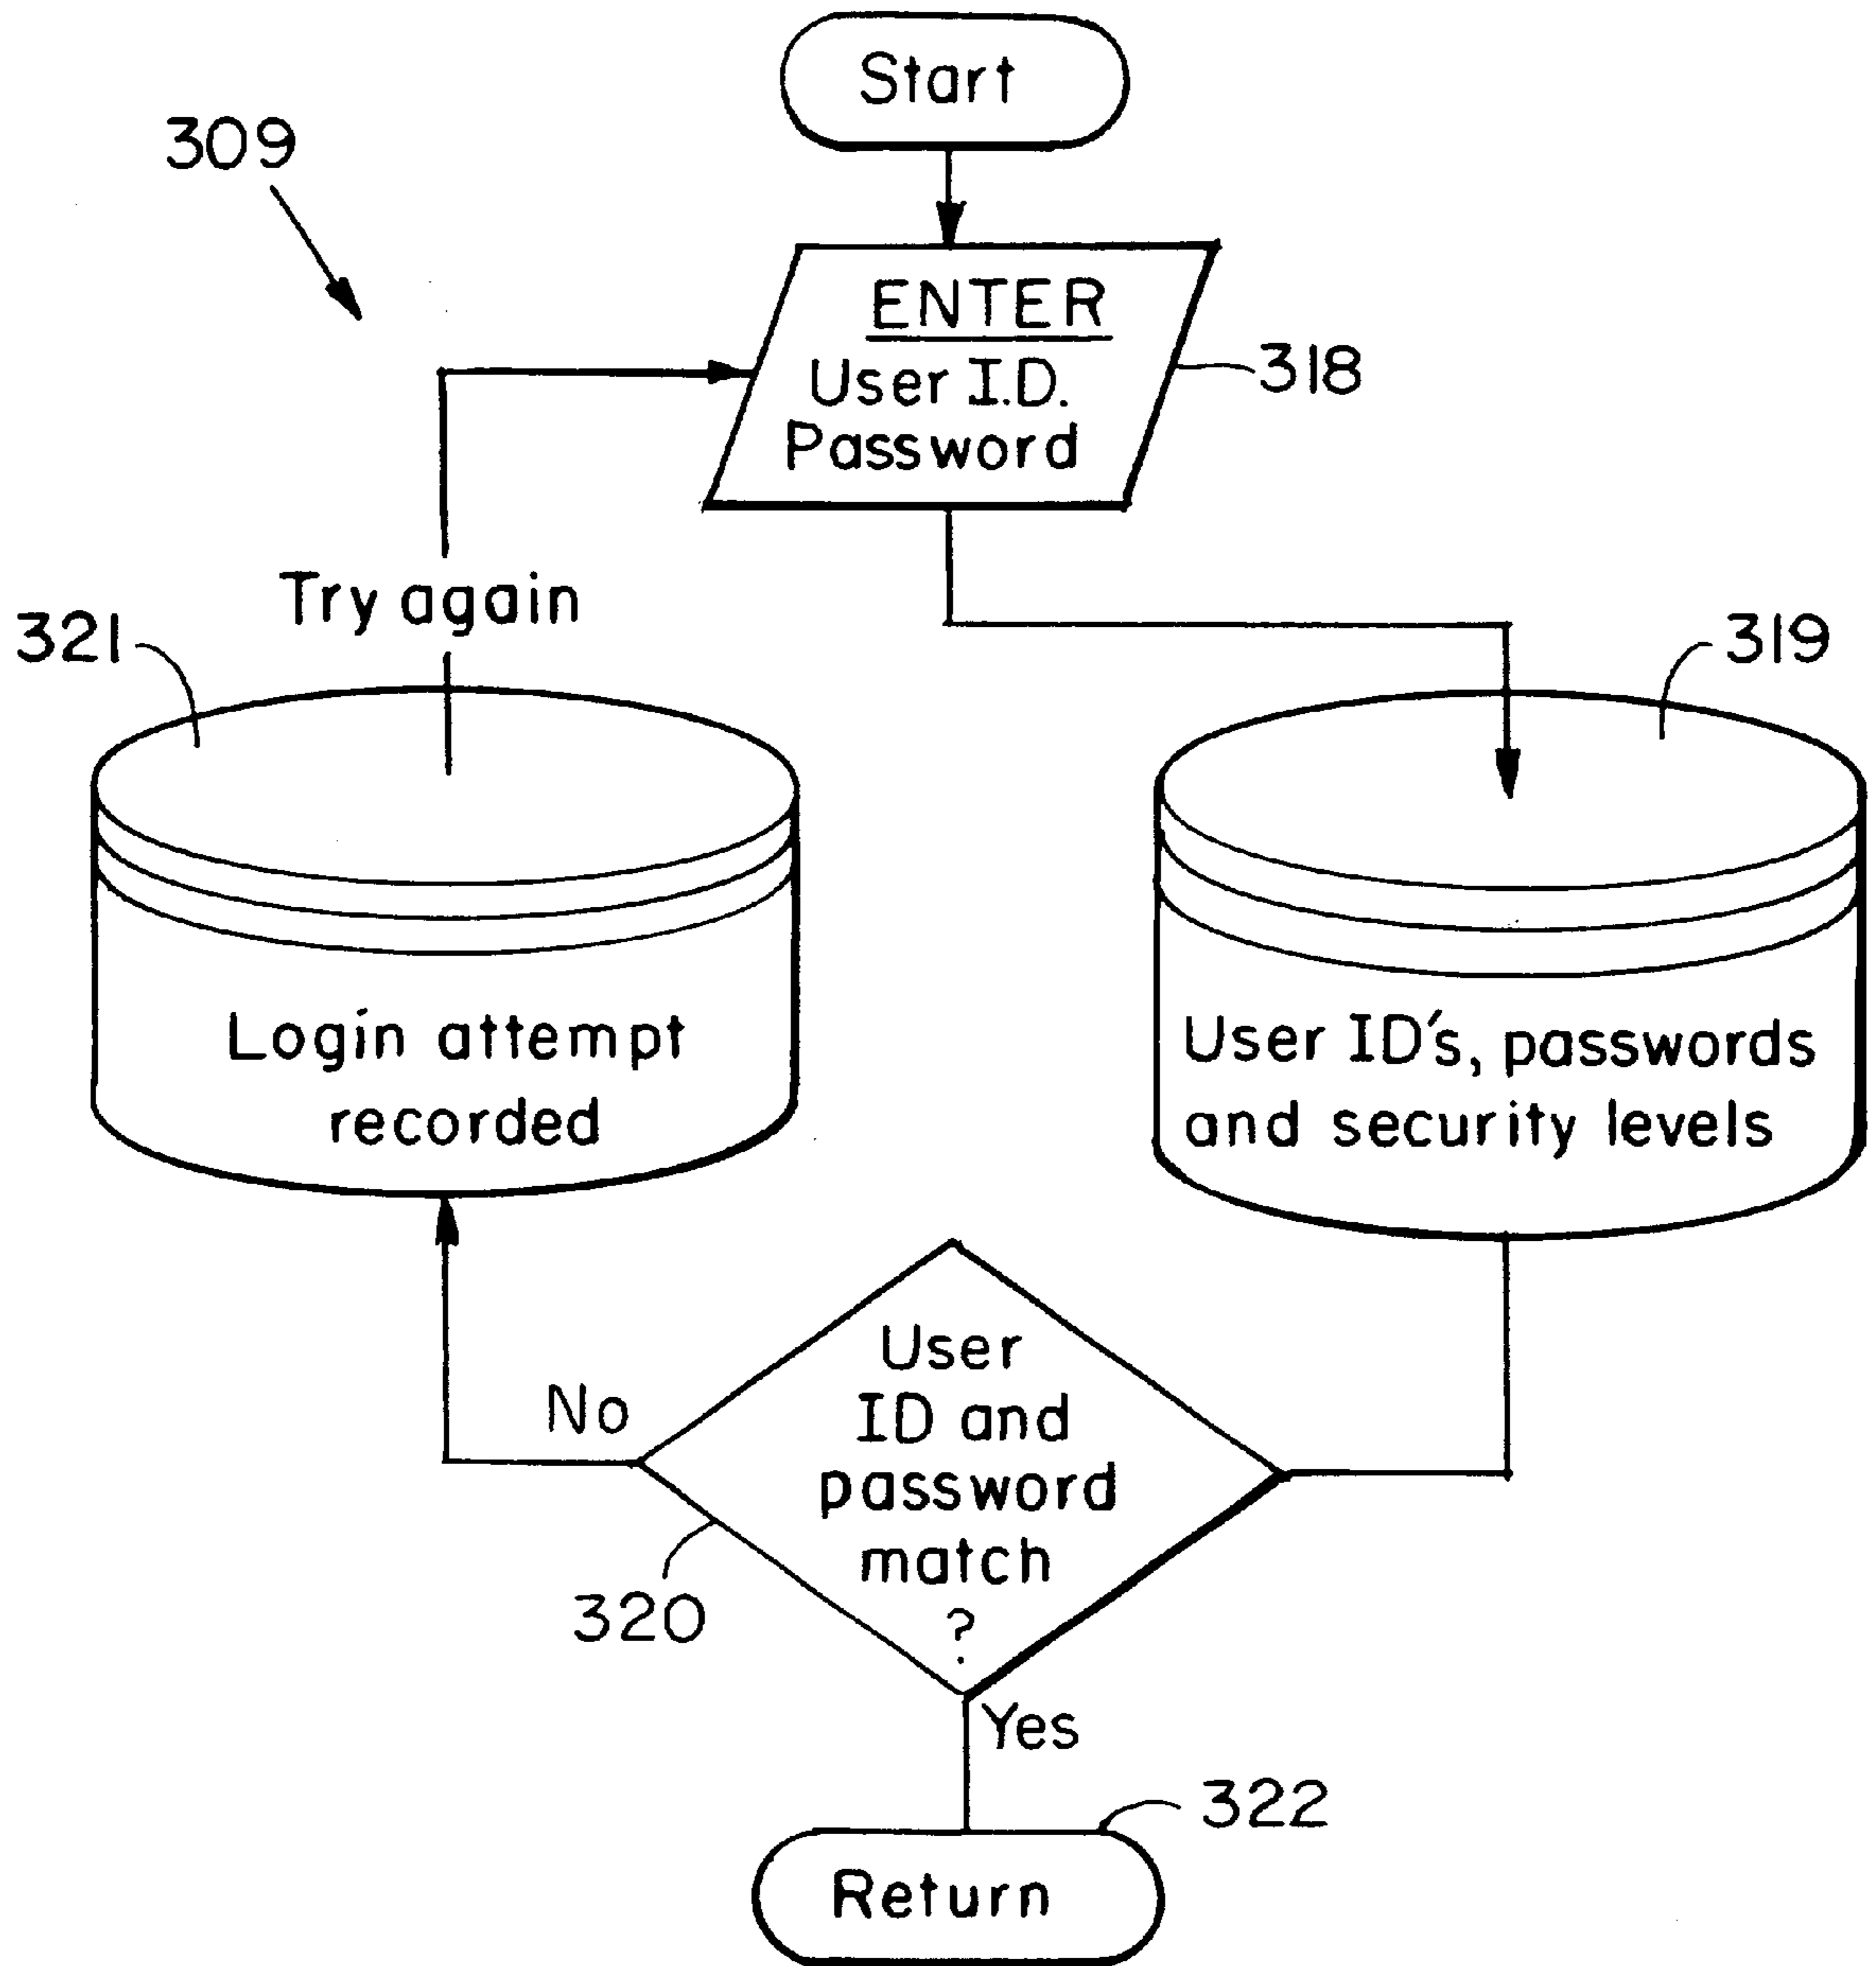 Start
309
ENTER
User I.D.
Password
318
Try again
321
319
Login attempt
recorded
User ID's, passwords
and security levels
User
ID and
password
match
?
No
320
Yes
322
Return